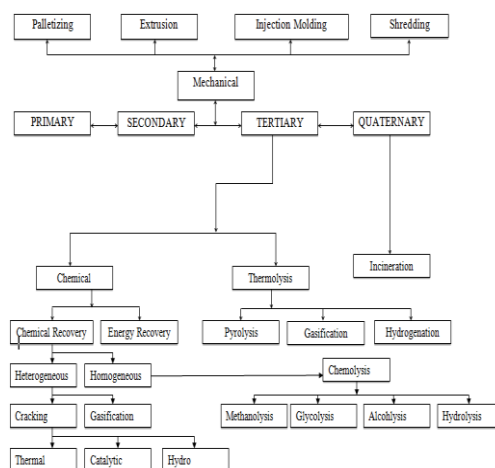 Palletizing
Extrusion
Injection Molding
Shredding
Mechanical
PRIMARY
SECONDARY
TERTIARY
QUATERNARY
Incineration
Chemical
Thermolysis
Chemical Recovery
Energy Recovery
Pyrolysis
Gasification
Hydrogenation
Heterogeneous
Homogeneous
Chemolysis
Cracking
Gasification
Methanolysis
Glycolysis
Alcohlysis
Hydrolysis
Thermal
Catalytic
Hydro